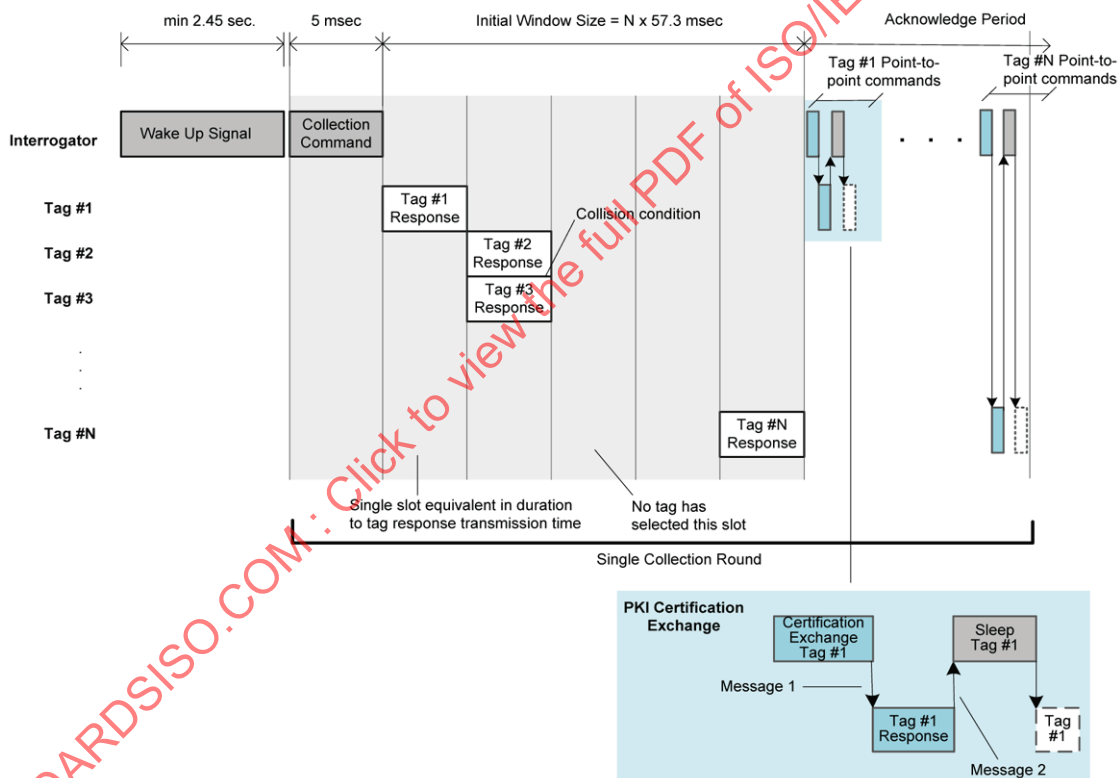 min 2.45 sec.
5 msec
Initial Window Size = N x 57.3 msec
Acknowledge Period
Tag #1 Point-to-
point commands
Tag #N Point-to-
point commands
Interrogator
Wake Up Signal
Collection
Command
. . .
Tag #1
Tag #1
Response
Collision condition
Tag #2
Tag #2
Response
Tag #3
Tag #3
Response
.
.
.
Tag #N
Tag #N
Response
Single slot equivalent in duration
to tag response transmission time
No tag has
selected this slot
Single Collection Round
PKI Certification
Exchange
Certification
Exchange
Tag #1
Sleep
Tag #1
Message 1
Tag #1
Response
Tag
#1
Message 2
ARDSISO.COM : Click to view the full PDF of ISO/IE